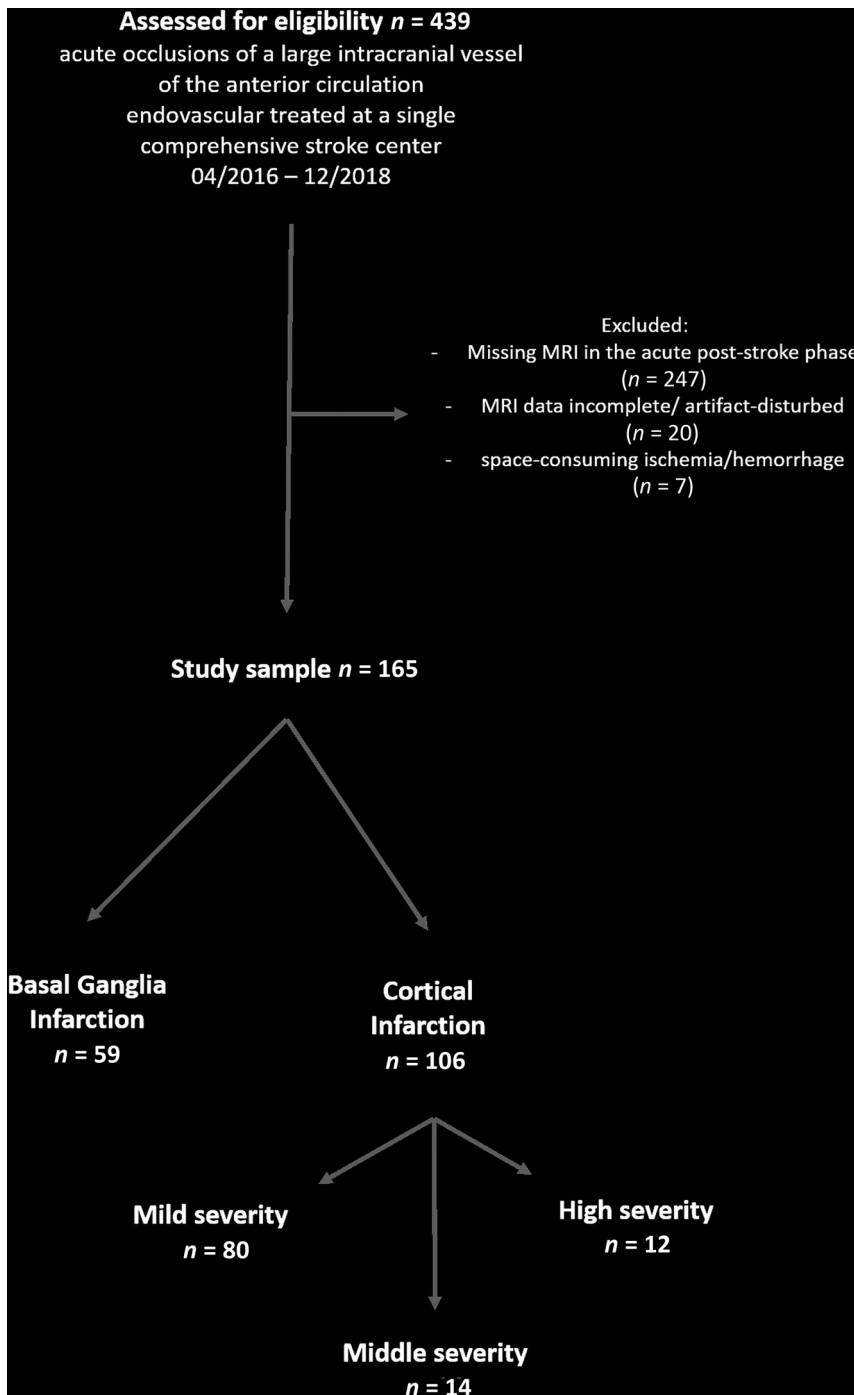 Assessed for eligibility n = 439
acute occlusions of a large intracranial vessel
of the anterior circulation
endovascular treated at a single
comprehensive stroke center
04/2016 – 12/2018
Excluded:
- Missing MRI in the acute post-stroke phase
(n = 247)
- MRI data incomplete/ artifact-disturbed
(n = 20)
- space-consuming ischemia/hemorrhage
(n = 7)
Study sample n = 165
Basal Ganglia
Infarction
n = 59
Cortical
Infarction
n = 106
Mild severity
n = 80
High severity
n = 12
Middle severity
n = 14